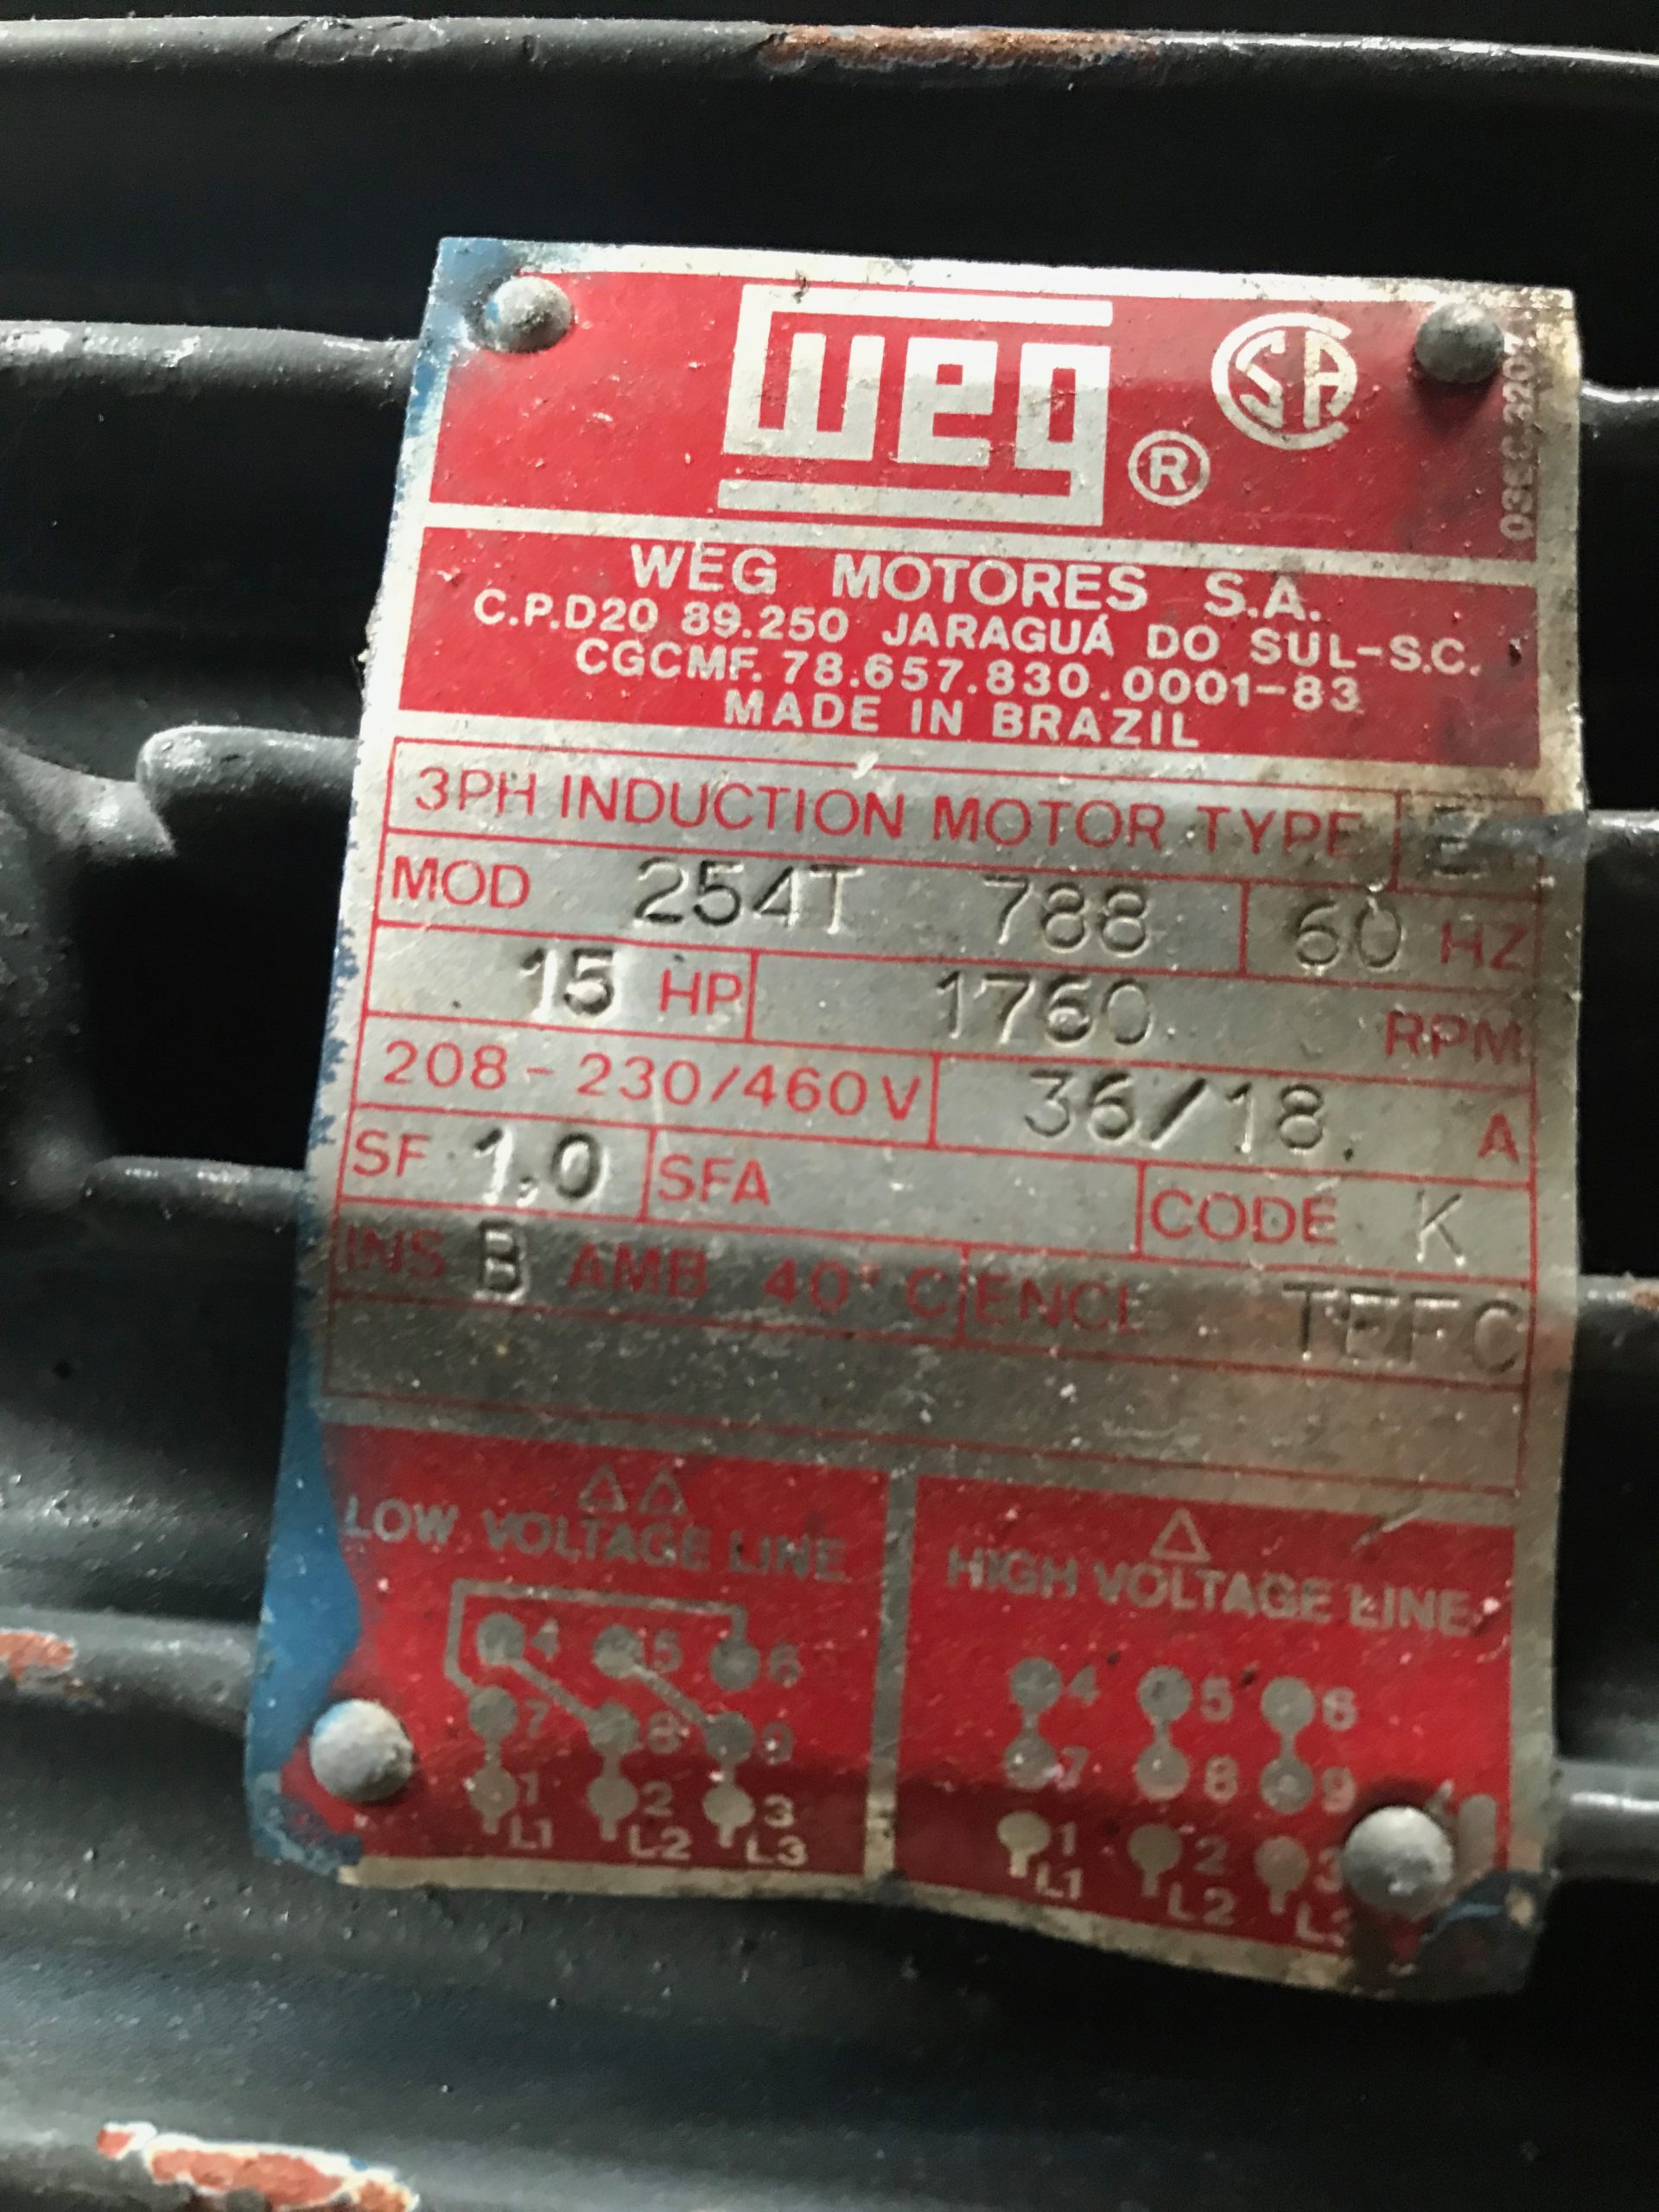 weg ® CSA
WEG MOTORES S.A.
C.P.D20 89.250 JARAGUÁ DO SUL-S.C.
CGCMF. 78.657.830.0001-83
MADE IN BRAZIL
3PH INDUCTION MOTOR TYPE
MOD 254T 788 60 HZ
15 HP 1760 RPM
208-230/460V 36/18. A
SF 1.0 SFA CODE K
INS B AMB 40°C ENCL TEFC
△△ △
LOW VOLTAGE LINE HIGH VOLTAGE LINE
4 5 6 4 5 6
7 8 9 7 8 9
1 2 3 1 2 3
L1 L2 L3 L1 L2